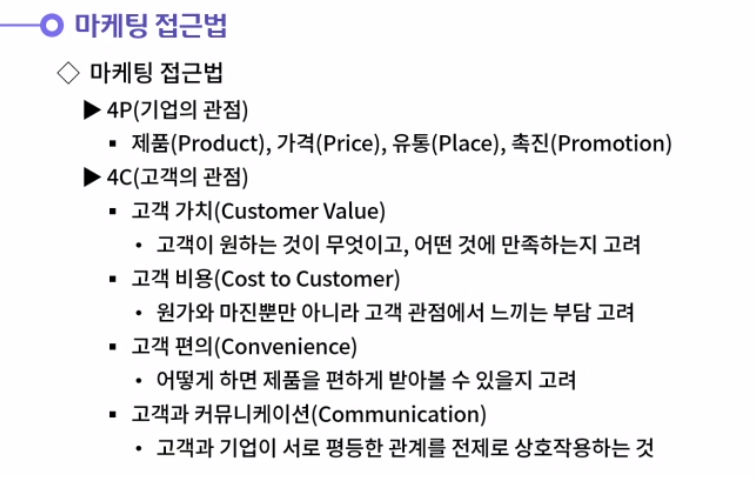 마케팅 접근법
◇ 마케팅 접근법
▶ 4P(기업의 관점)
▪ 제품(Product), 가격(Price), 유통(Place), 촉진(Promotion)
▶ 4C(고객의 관점)
▪ 고객 가치(Customer Value)
• 고객이 원하는 것이 무엇이고, 어떤 것에 만족하는지 고려
▪ 고객 비용(Cost to Customer)
• 원가와 마진뿐만 아니라 고객 관점에서 느끼는 부담 고려
▪ 고객 편의(Convenience)
• 어떻게 하면 제품을 편하게 받아볼 수 있을지 고려
▪ 고객과 커뮤니케이션(Communication)
• 고객과 기업이 서로 평등한 관계를 전제로 상호작용하는 것